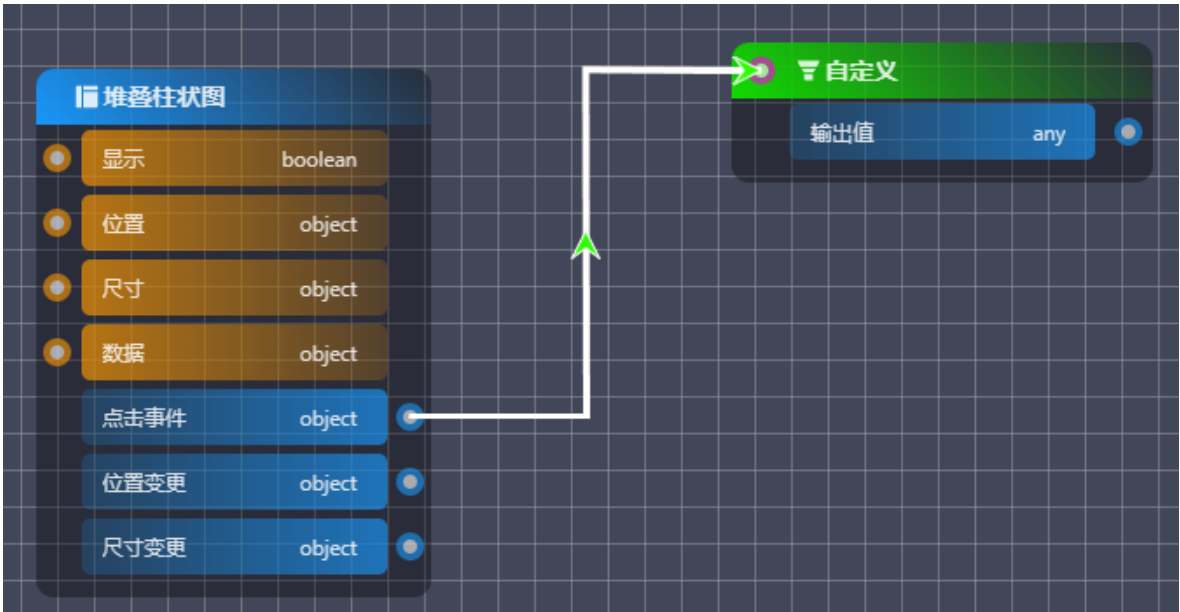 堆叠柱状图
显示 boolean
位置 object
尺寸 object
数据 object
点击事件 object
位置变更 object
尺寸变更 object
自定义
输出值 any